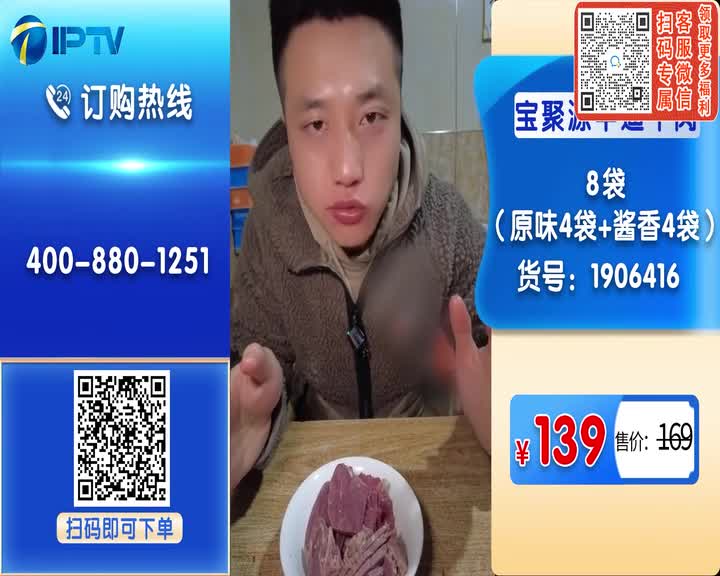 IPTV
24
订购热线
400-880-1251
扫码即可下单
领取更多福利
客服微信
扫码专属
宝聚源
8袋
（原味4袋+酱香4袋）
货号：1906416
¥139
售价：169